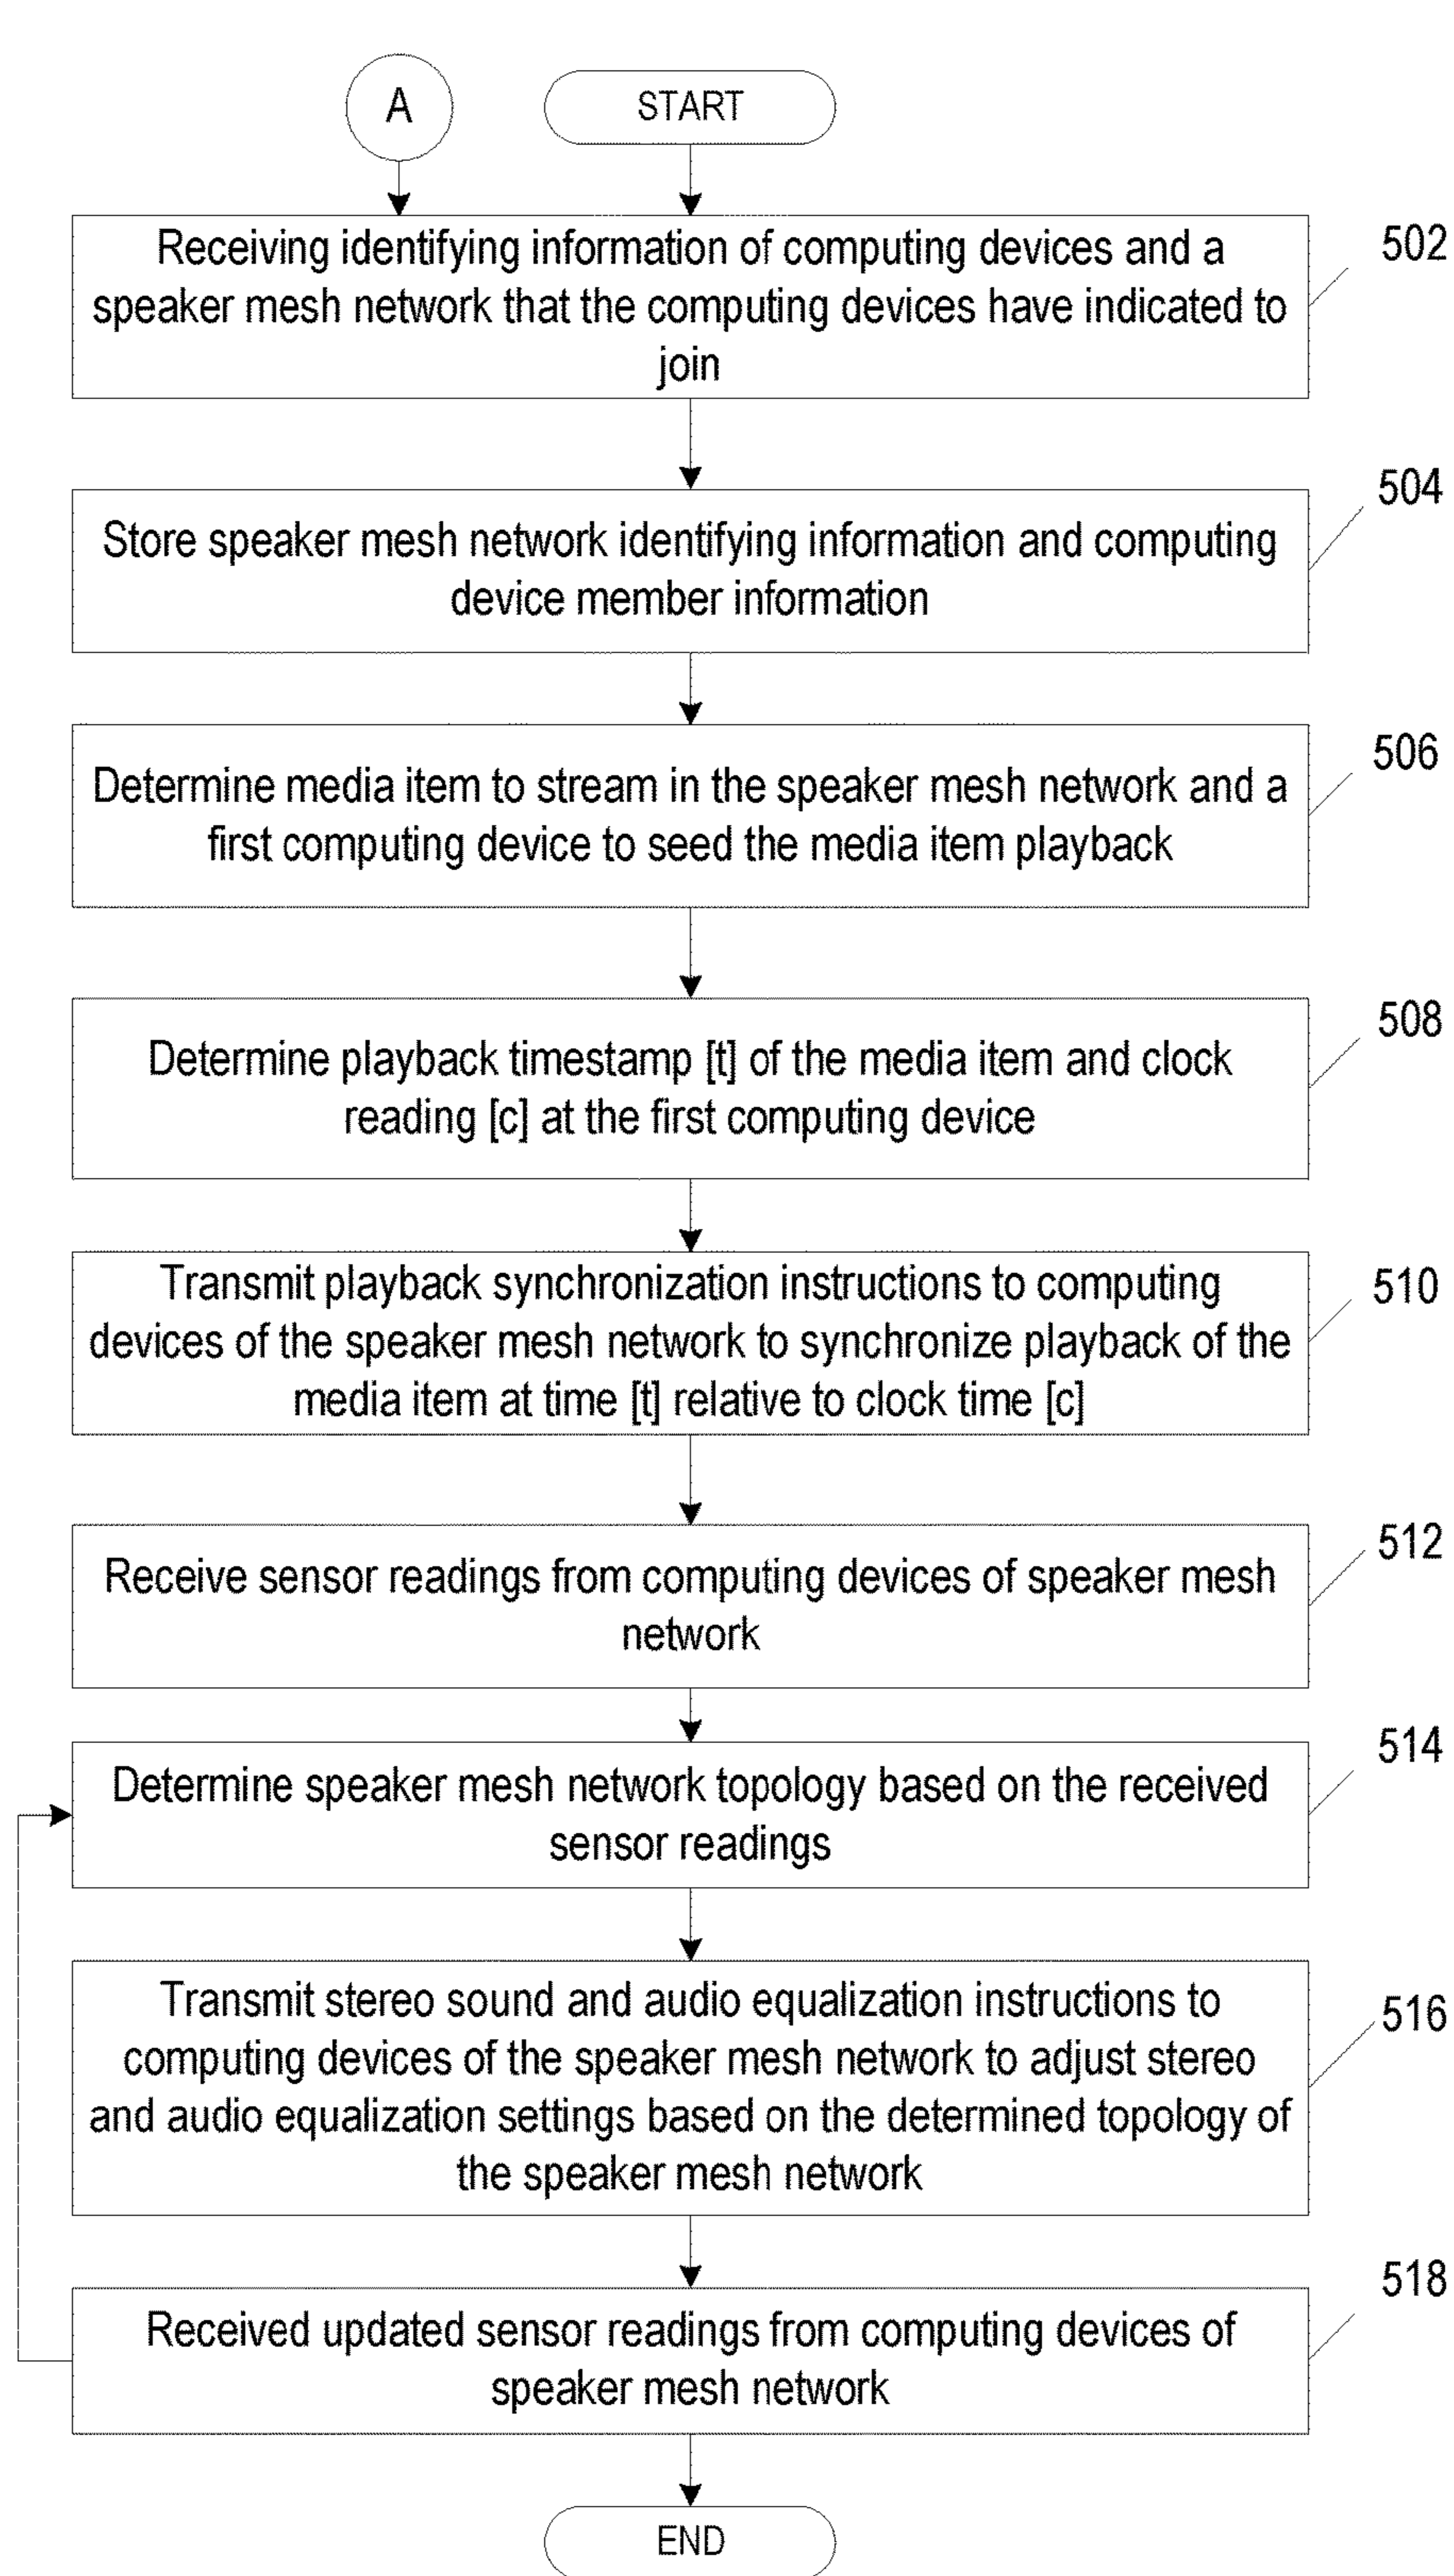 A
START
Receiving identifying information of computing devices and a
speaker mesh network that the computing devices have indicated to
join
502
Store speaker mesh network identifying information and computing
device member information
504
Determine media item to stream in the speaker mesh network and a
first computing device to seed the media item playback
506
Determine playback timestamp [t] of the media item and clock
reading [c] at the first computing device
508
Transmit playback synchronization instructions to computing
devices of the speaker mesh network to synchronize playback of the
media item at time [t] relative to clock time [c]
510
Receive sensor readings from computing devices of speaker mesh
network
512
Determine speaker mesh network topology based on the received
sensor readings
514
Transmit stereo sound and audio equalization instructions to
computing devices of the speaker mesh network to adjust stereo
and audio equalization settings based on the determined topology of
the speaker mesh network
516
Received updated sensor readings from computing devices of
speaker mesh network
518
END